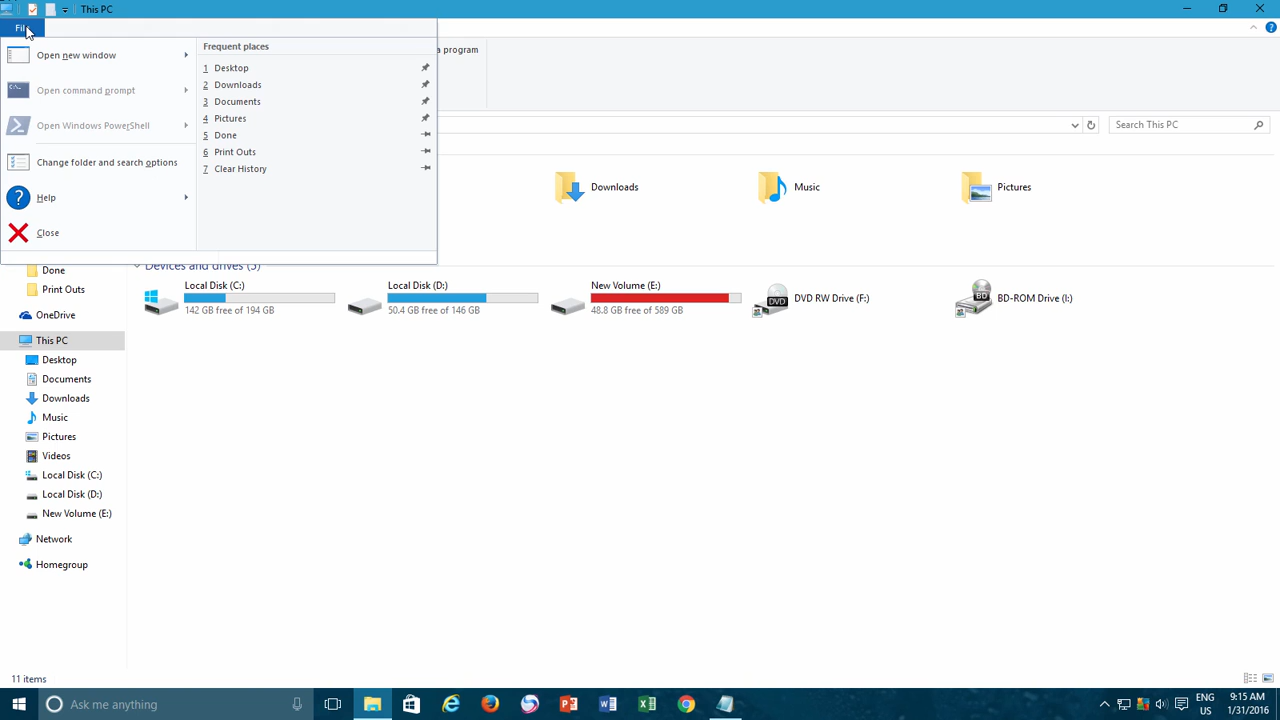 This PC
File
a program
Open new window
Open command prompt
Open Windows PowerShell
Change folder and search options
Help
Close
Frequent places
1 Desktop
2 Downloads
3 Documents
4 Pictures
5 Done
6 Print Outs
7 Clear History
Search This PC
Downloads
Music
Pictures
Devices and drives (5)
Local Disk (C:)
142 GB free of 194 GB
Local Disk (D:)
50.4 GB free of 146 GB
New Volume (E:)
48.8 GB free of 589 GB
DVD
DVD RW Drive (F:)
BD
BD-ROM Drive (I:)
Done
Print Outs
OneDrive
This PC
Desktop
Documents
Downloads
Music
Pictures
Videos
Local Disk (C:)
Local Disk (D:)
New Volume (E:)
Network
Homegroup
11 items
Ask me anything
ENG
US
9:15 AM
1/31/2016